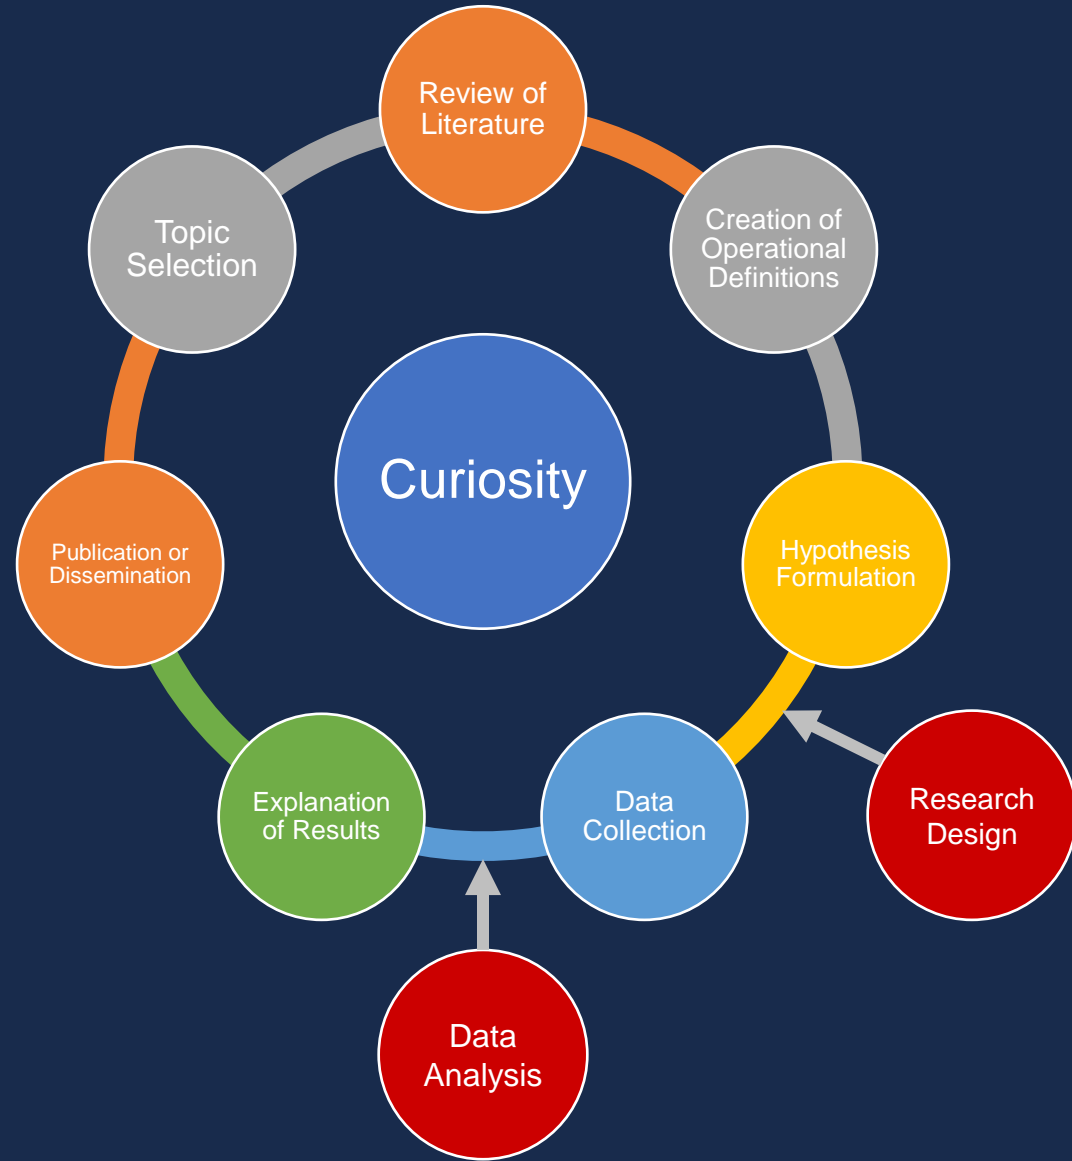 Review of
Literature
Creation of
Operational
Definitions
Hypothesis
Formulation
Research
Design
Data
Collection
Data
Analysis
Explanation
of Results
Publication or
Dissemination
Topic
Selection
Curiosity